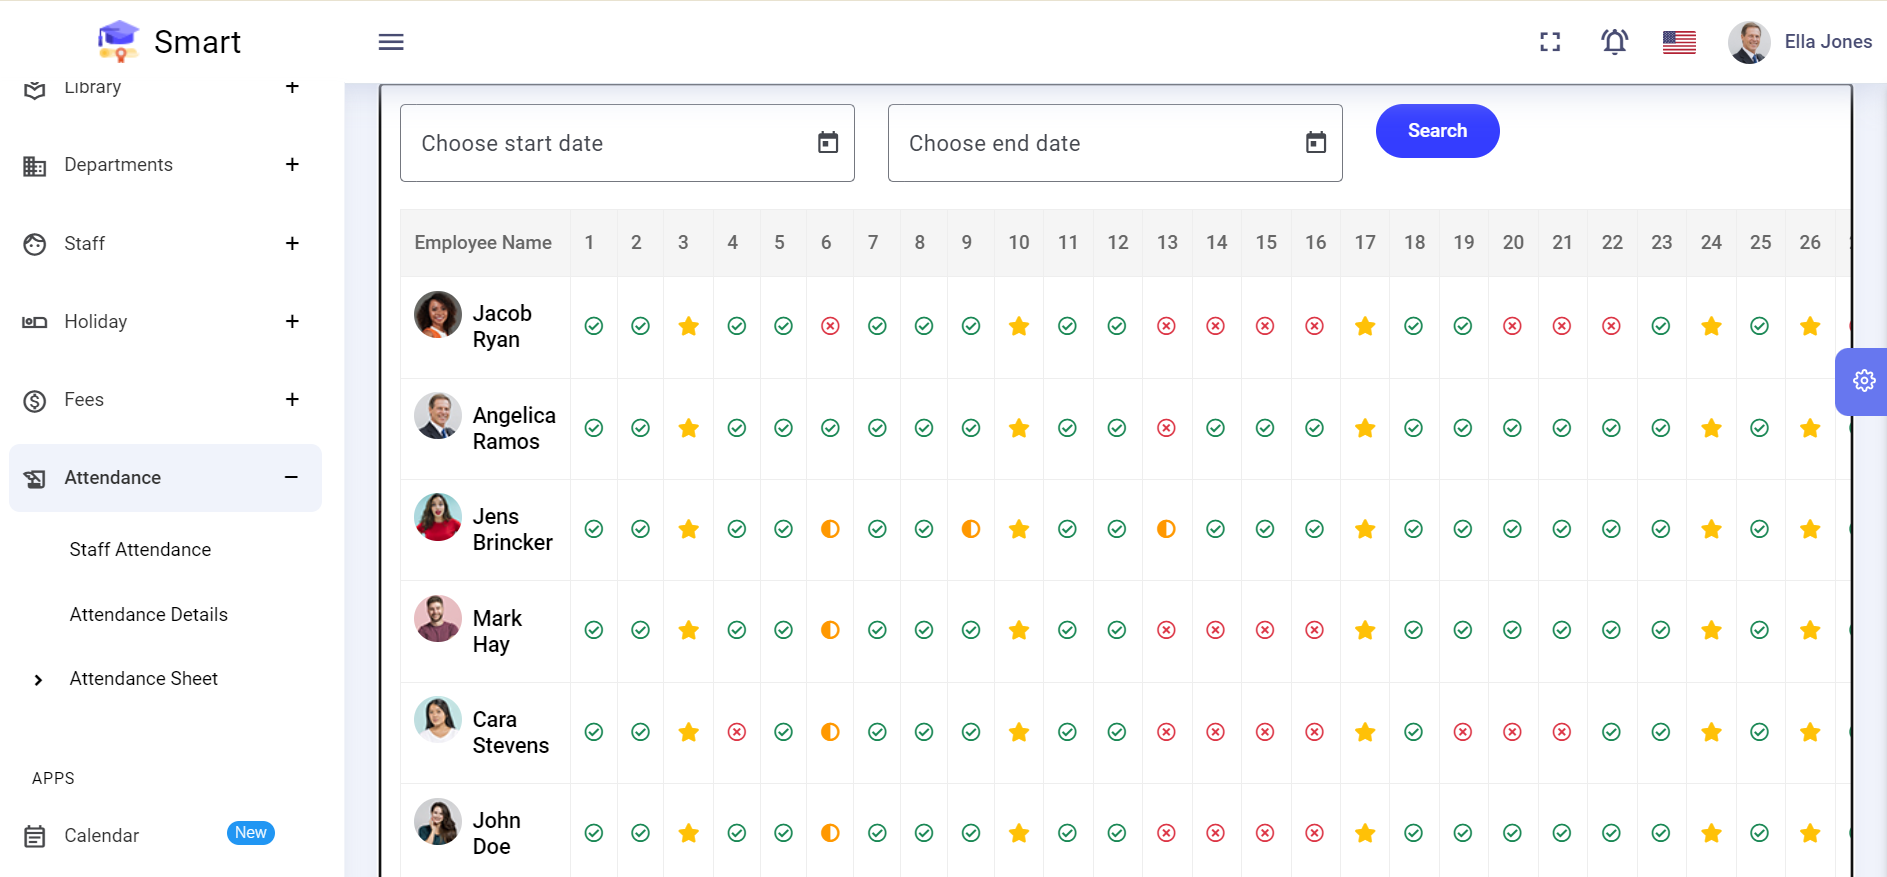 Smart
Ella Jones
Library
Departments
Staff
Holiday
Fees
Attendance
Staff Attendance
Attendance Details
Attendance Sheet
APPS
Calendar
New
Choose start date
Choose end date
Search
Employee Name 1 2 3 4 5 6 7 8 9 10 11 12 13 14 15 16 17 18 19 20 21 22 23 24 25 26
Jacob
Ryan
Angelica
Ramos
Jens
Brincker
Mark
Hay
Cara
Stevens
John
Doe